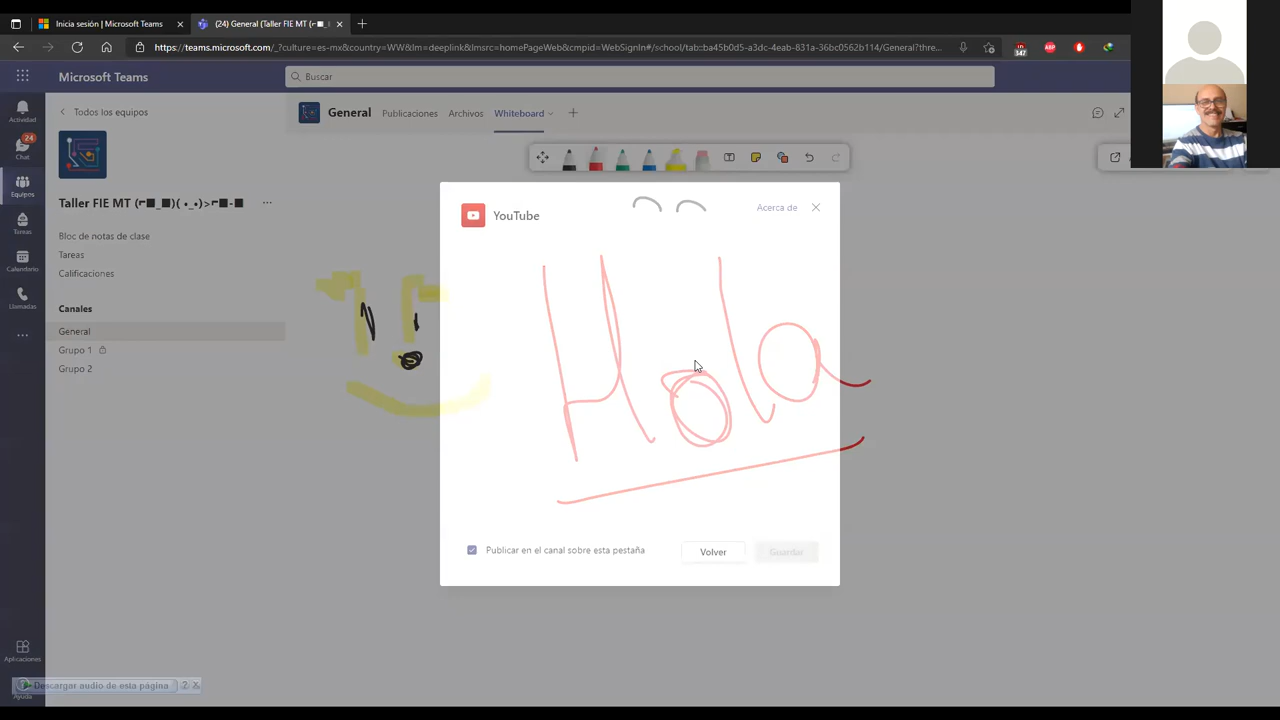 Inicia sesión | Microsoft Teams
(24) General (Taller FIE MT (⌐■_
https://teams.microsoft.com/_?culture=es-mx&country=WW&lm=deeplink&lmsrc=homePageWeb&cmpid=WebSignIn#/school/tab::ba45b0d5-a3dc-4eab-831a-36bc0562b114/General?thre...
347
ABP
Microsoft Teams
Buscar
Actividad
24
Chat
Equipos
Tareas
Calendario
Llamadas
...
Aplicaciones
Ayuda
Todos los equipos
Taller FIE MT (⌐■_■)( •_•)>⌐■-■
...
Bloc de notas de clase
Tareas
Calificaciones
Canales
General
Grupo 1
Grupo 2
General
Publicaciones
Archivos
Whiteboard
YouTube
Acerca de
Hola
Publicar en el canal sobre esta pestaña
Volver
Guardar
Descargar audio de esta página
?